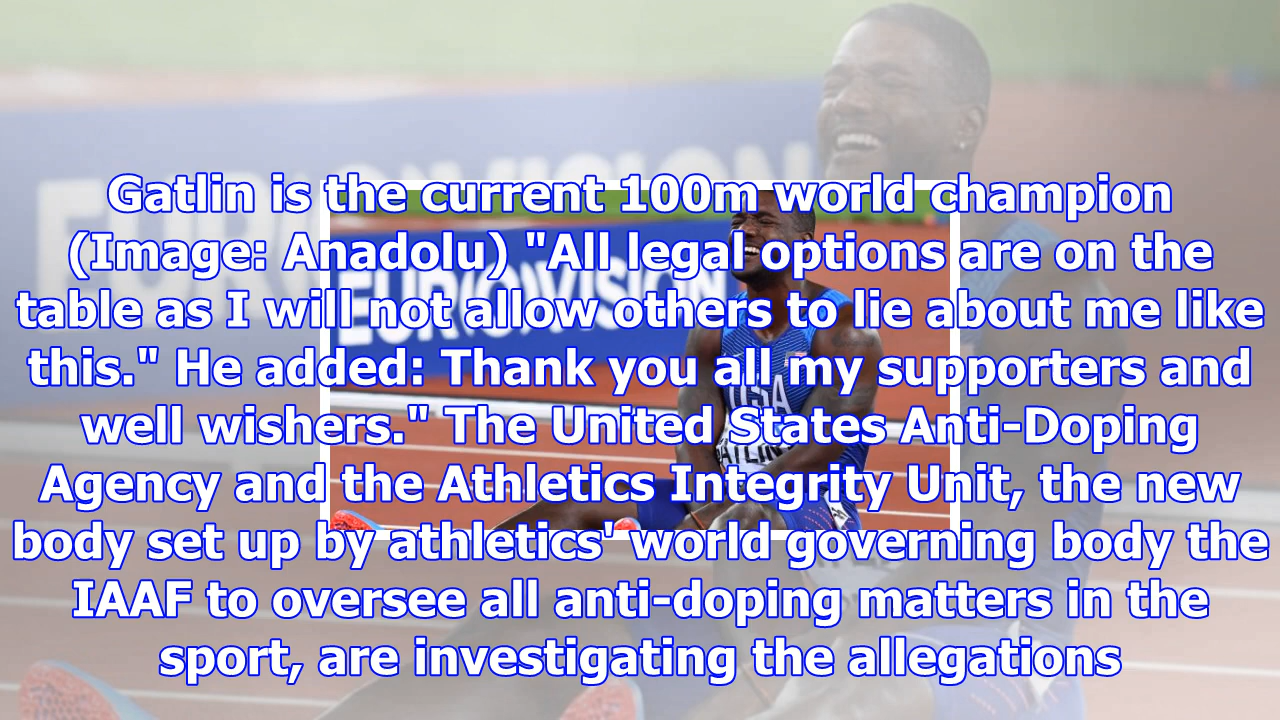 Gatlin is the current 100m world champion
(Image: Anadolu) "All legal options are on the
table as I will not allow others to lie about me like
this." He added: Thank you all my supporters and
well wishers." The United States Anti-Doping
Agency and the Athletics Integrity Unit, the new
body set up by athletics' world governing body the
IAAF to oversee all anti-doping matters in the
sport, are investigating the allegations
EUROVISION
USA
GATLIN